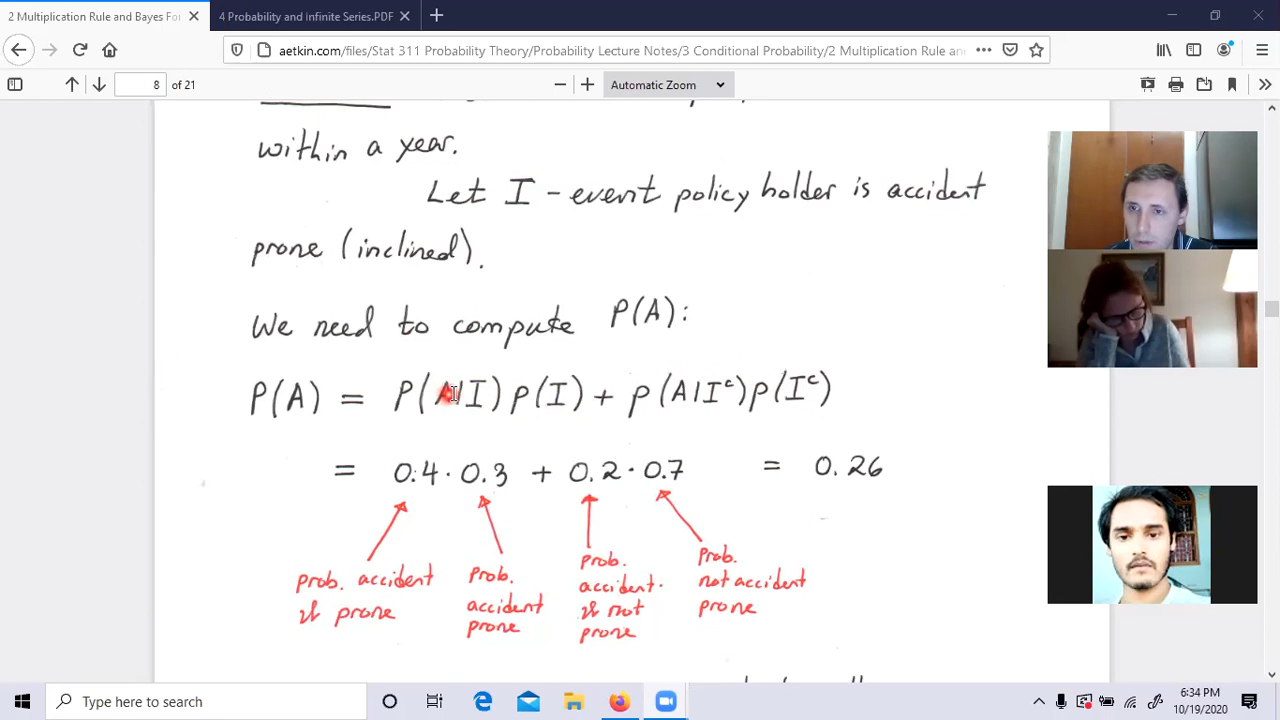 2 Multiplication Rule and Bayes Fo
4 Probability and Infinite Series.PDF
aetkin.com/files/Stat 311 Probability Theory/Probability Lecture Notes/3 Conditional Probability/2 Multiplication Rule and
8 of 21
Automatic Zoom
within a year.
Let I - event policy holder is accident
prone (inclined).
We need to compute P(A):
P(A) = P(A|I) p(I) + p(A|Iᶜ) p(Iᶜ)
= 0.4 · 0.3 + 0.2 · 0.7 = 0.26
prob. accident if prone
prob. accident prone
prob. accident if not prone
prob. not accident prone
Type here to search
6:34 PM
10/19/2020